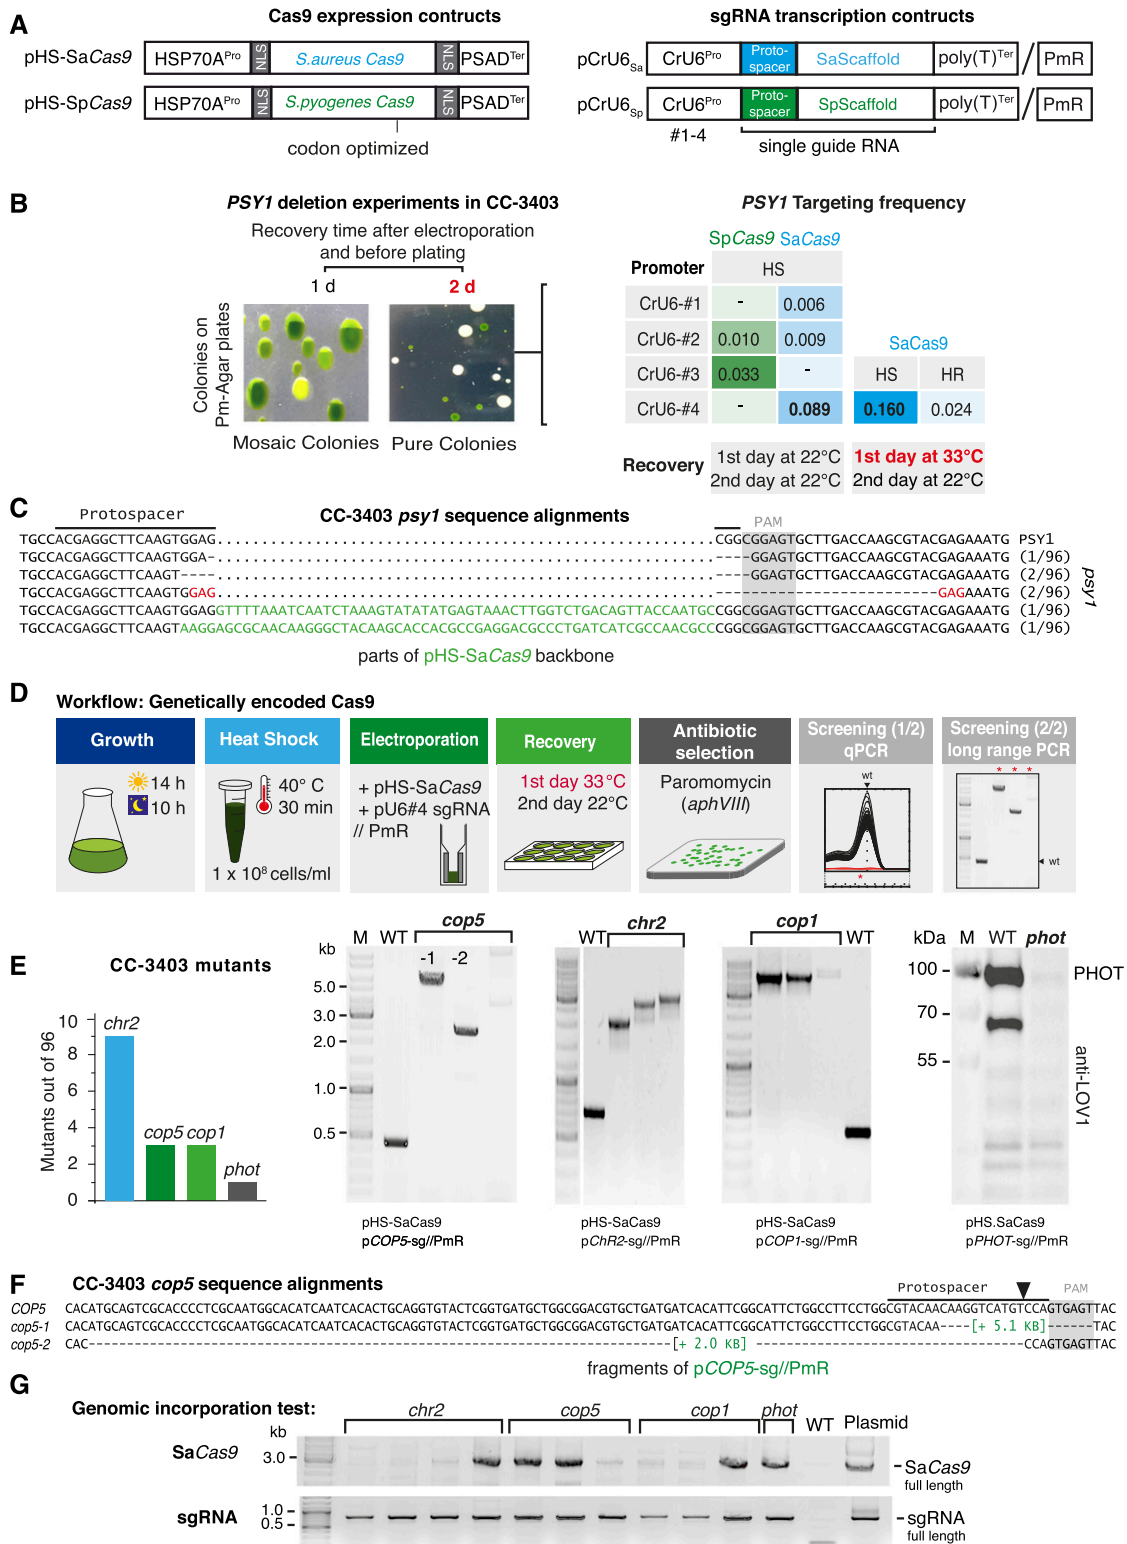 A
Cas9 expression contructs
sgRNA transcription contructs
pHS-SaCas9
HSP70APro
NLS
S.aureus Cas9
NLS
PSADTer
pCrU6Sa
CrU6Pro
Proto-
spacer
SaScaffold
poly(T)Ter
PmR
pHS-SpCas9
HSP70APro
NLS
S.pyogenes Cas9
NLS
PSADTer
codon optimized
pCrU6Sp
CrU6Pro
Proto-
spacer
SpScaffold
poly(T)Ter
PmR
#1-4
single guide RNA
B
PSY1 deletion experiments in CC-3403
Recovery time after electroporation
and before plating
1 d
2 d
Colonies on
Pm-Agar plates
Mosaic Colonies
Pure Colonies
PSY1 Targeting frequency
SpCas9 SaCas9
Promoter HS
CrU6-#1 - 0.006
CrU6-#2 0.010 0.009
SaCas9
CrU6-#3 0.033 - HS HR
CrU6-#4 - 0.089 0.160 0.024
Recovery
1st day at 22°C
2nd day at 22°C
1st day at 33°C
2nd day at 22°C
C
Protospacer
CC-3403 psy1 sequence alignments
PAM
TGCCACGAGGCTTCAAGTGGAG........................................................CGGCGGAGTGCTTGACCAAGCGTACGAGAAATG PSY1
TGCCACGAGGCTTCAAGTGGA-........................................................----GGAGTGCTTGACCAAGCGTACGAGAAATG (1/96)
TGCCACGAGGCTTCAAGT----........................................................----GGAGTGCTTGACCAAGCGTACGAGAAATG (2/96)
TGCCACGAGGCTTCAAGTGGAG........................................................-------------------------GAGAAATG (2/96)
TGCCACGAGGCTTCAAGTGGAGGTTTTAAATCAATCTAAAGTATATATGAGTAAACTTGGTCTGACAGTTACCAATGCCCGGCGGAGTGCTTGACCAAGCGTACGAGAAATG (1/96)
TGCCACGAGGCTTCAAGTAAGGAGCGCAACAAGGGCTACAAGCACCACGCCGAGGACGCCCTGATCATCGCCAACGCCCGGCGGAGTGCTTGACCAAGCGTACGAGAAATG (1/96)
psy1
parts of pHS-SaCas9 backbone
D
Workflow: Genetically encoded Cas9
Growth
14 h
10 h
Heat Shock
40° C
30 min
1 x 108 cells/ml
Electroporation
+ pHS-SaCas9
+ pU6#4 sgRNA
// PmR
Recovery
1st day 33°C
2nd day 22°C
Antibiotic
selection
Paromomycin
(aphVIII)
Screening (1/2)
qPCR
wt
*
Screening (2/2)
long range PCR
* * *
wt
E
CC-3403 mutants
Mutants out of 96
10
8
6
4
2
0
chr2
cop5
cop1
phot
kb
M WT
cop5
-1 -2
5.0
3.0
2.0
1.0
0.5
pHS-SaCas9
pCOP5-sg//PmR
WT
chr2
pHS-SaCas9
pChR2-sg//PmR
cop1
WT
pHS-SaCas9
pCOP1-sg//PmR
kDa M WT phot
100
70
55
PHOT
anti-LOV1
pHS.SaCas9
pPHOT-sg//PmR
F
CC-3403 cop5 sequence alignments
Protospacer
PAM
COP5 CACATGCAGTCGCACCCCTCGCAATGGCACATCAATCACACTGCAGGTGTACTCGGTGATGCTGGCGGACGTGCTGATGATCACATTCGGCATTCTGGCCTTCCTGGCGTACAACAAGGTCATGTCCAGTGAGTTAC
cop5-1 CACATGCAGTCGCACCCCTCGCAATGGCACATCAATCACACTGCAGGTGTACTCGGTGATGCTGGCGGACGTGCTGATGATCACATTCGGCATTCTGGCCTTCCTGGCGTACAA----[+ 5.1 KB]------TAC
cop5-2 CAC---[+ 2.0 KB]---CCAGTGAGTTAC
fragments of pCOP5-sg//PmR
G
Genomic incorporation test:
chr2
cop5
cop1
phot
WT
Plasmid
kb
SaCas9
3.0
SaCas9
full length
sgRNA
1.0
0.5
sgRNA
full length